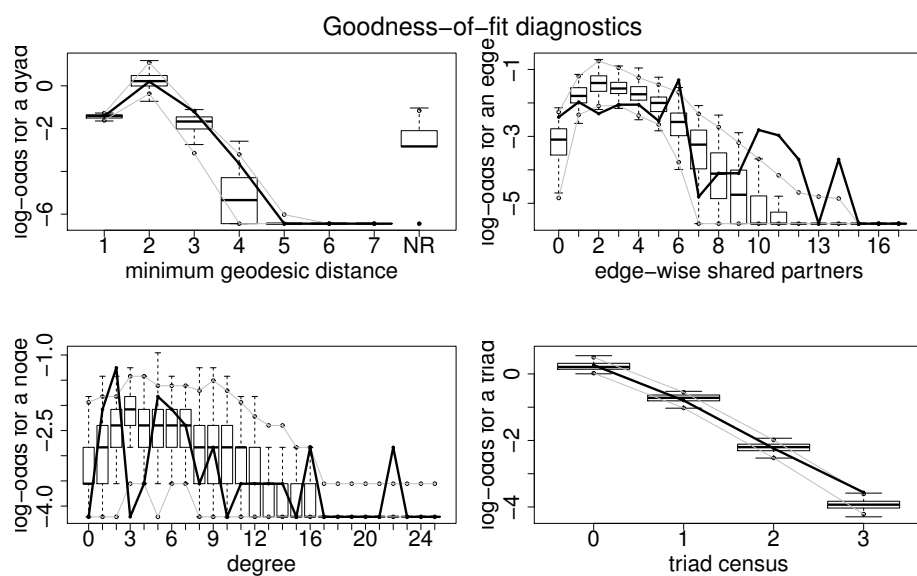 Goodness−of−fit diagnostics
log−odds for a dyad
0
−2
−6
1 2 3 4 5 6 7 NR
minimum geodesic distance
log−odds for an edge
−1
−3
−5
0 2 4 6 8 10 13 16
edge−wise shared partners
log−odds for a node
−1.0
−2.5
−4.0
0 3 6 9 12 16 20 24
degree
log−odds for a triad
0
−2
−4
0 1 2 3
triad census